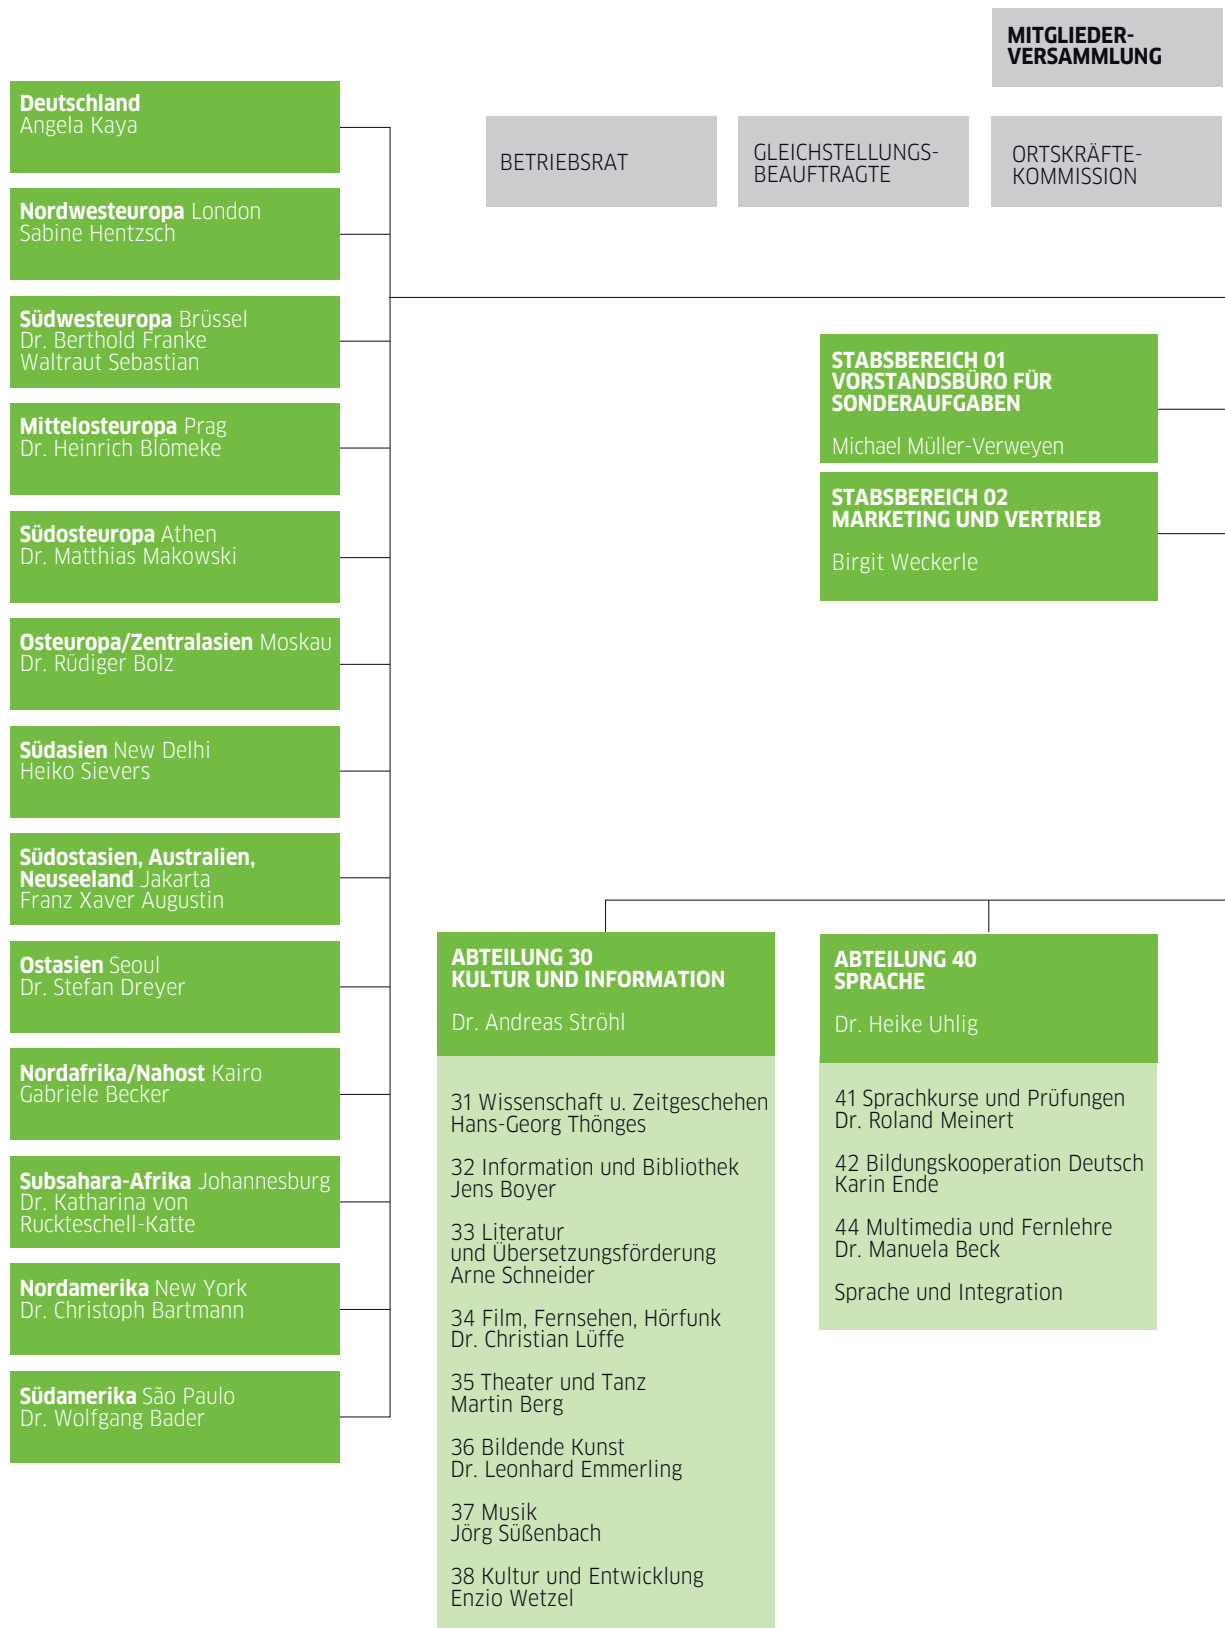 MITGLIEDER-
VERSAMMLUNG
BETRIEBSRAT
GLEICHSTELLUNGS-
BEAUFTRAGTE
ORTSKRÄFTE-
KOMMISSION
Deutschland
Angela Kaya
Nordwesteuropa London
Sabine Hentzsch
Südwesteuropa Brüssel
Dr. Berthold Franke
Waltraut Sebastian
Mittelosteuropa Prag
Dr. Heinrich Blömeke
Südosteuropa Athen
Dr. Matthias Makowski
Osteuropa/Zentralasien Moskau
Dr. Rüdiger Bolz
Südasien New Delhi
Heiko Sievers
Südostasien, Australien,
Neuseeland Jakarta
Franz Xaver Augustin
Ostasien Seoul
Dr. Stefan Dreyer
Nordafrika/Nahost Kairo
Gabriele Becker
Subsahara-Afrika Johannesburg
Dr. Katharina von
Ruckteschell-Katte
Nordamerika New York
Dr. Christoph Bartmann
Südamerika São Paulo
Dr. Wolfgang Bader
STABSBEREICH 01
VORSTANDSBÜRO FÜR
SONDERAUFGABEN
Michael Müller-Verweyen
STABSBEREICH 02
MARKETING UND VERTRIEB
Birgit Weckerle
ABTEILUNG 30
KULTUR UND INFORMATION
Dr. Andreas Ströhl
31 Wissenschaft u. Zeitgeschehen
Hans-Georg Thönges
32 Information und Bibliothek
Jens Boyer
33 Literatur
und Übersetzungsförderung
Arne Schneider
34 Film, Fernsehen, Hörfunk
Dr. Christian Lüffe
35 Theater und Tanz
Martin Berg
36 Bildende Kunst
Dr. Leonhard Emmerling
37 Musik
Jörg Süßenbach
38 Kultur und Entwicklung
Enzio Wetzel
ABTEILUNG 40
SPRACHE
Dr. Heike Uhlig
41 Sprachkurse und Prüfungen
Dr. Roland Meinert
42 Bildungskooperation Deutsch
Karin Ende
44 Multimedia und Fernlehre
Dr. Manuela Beck
Sprache und Integration